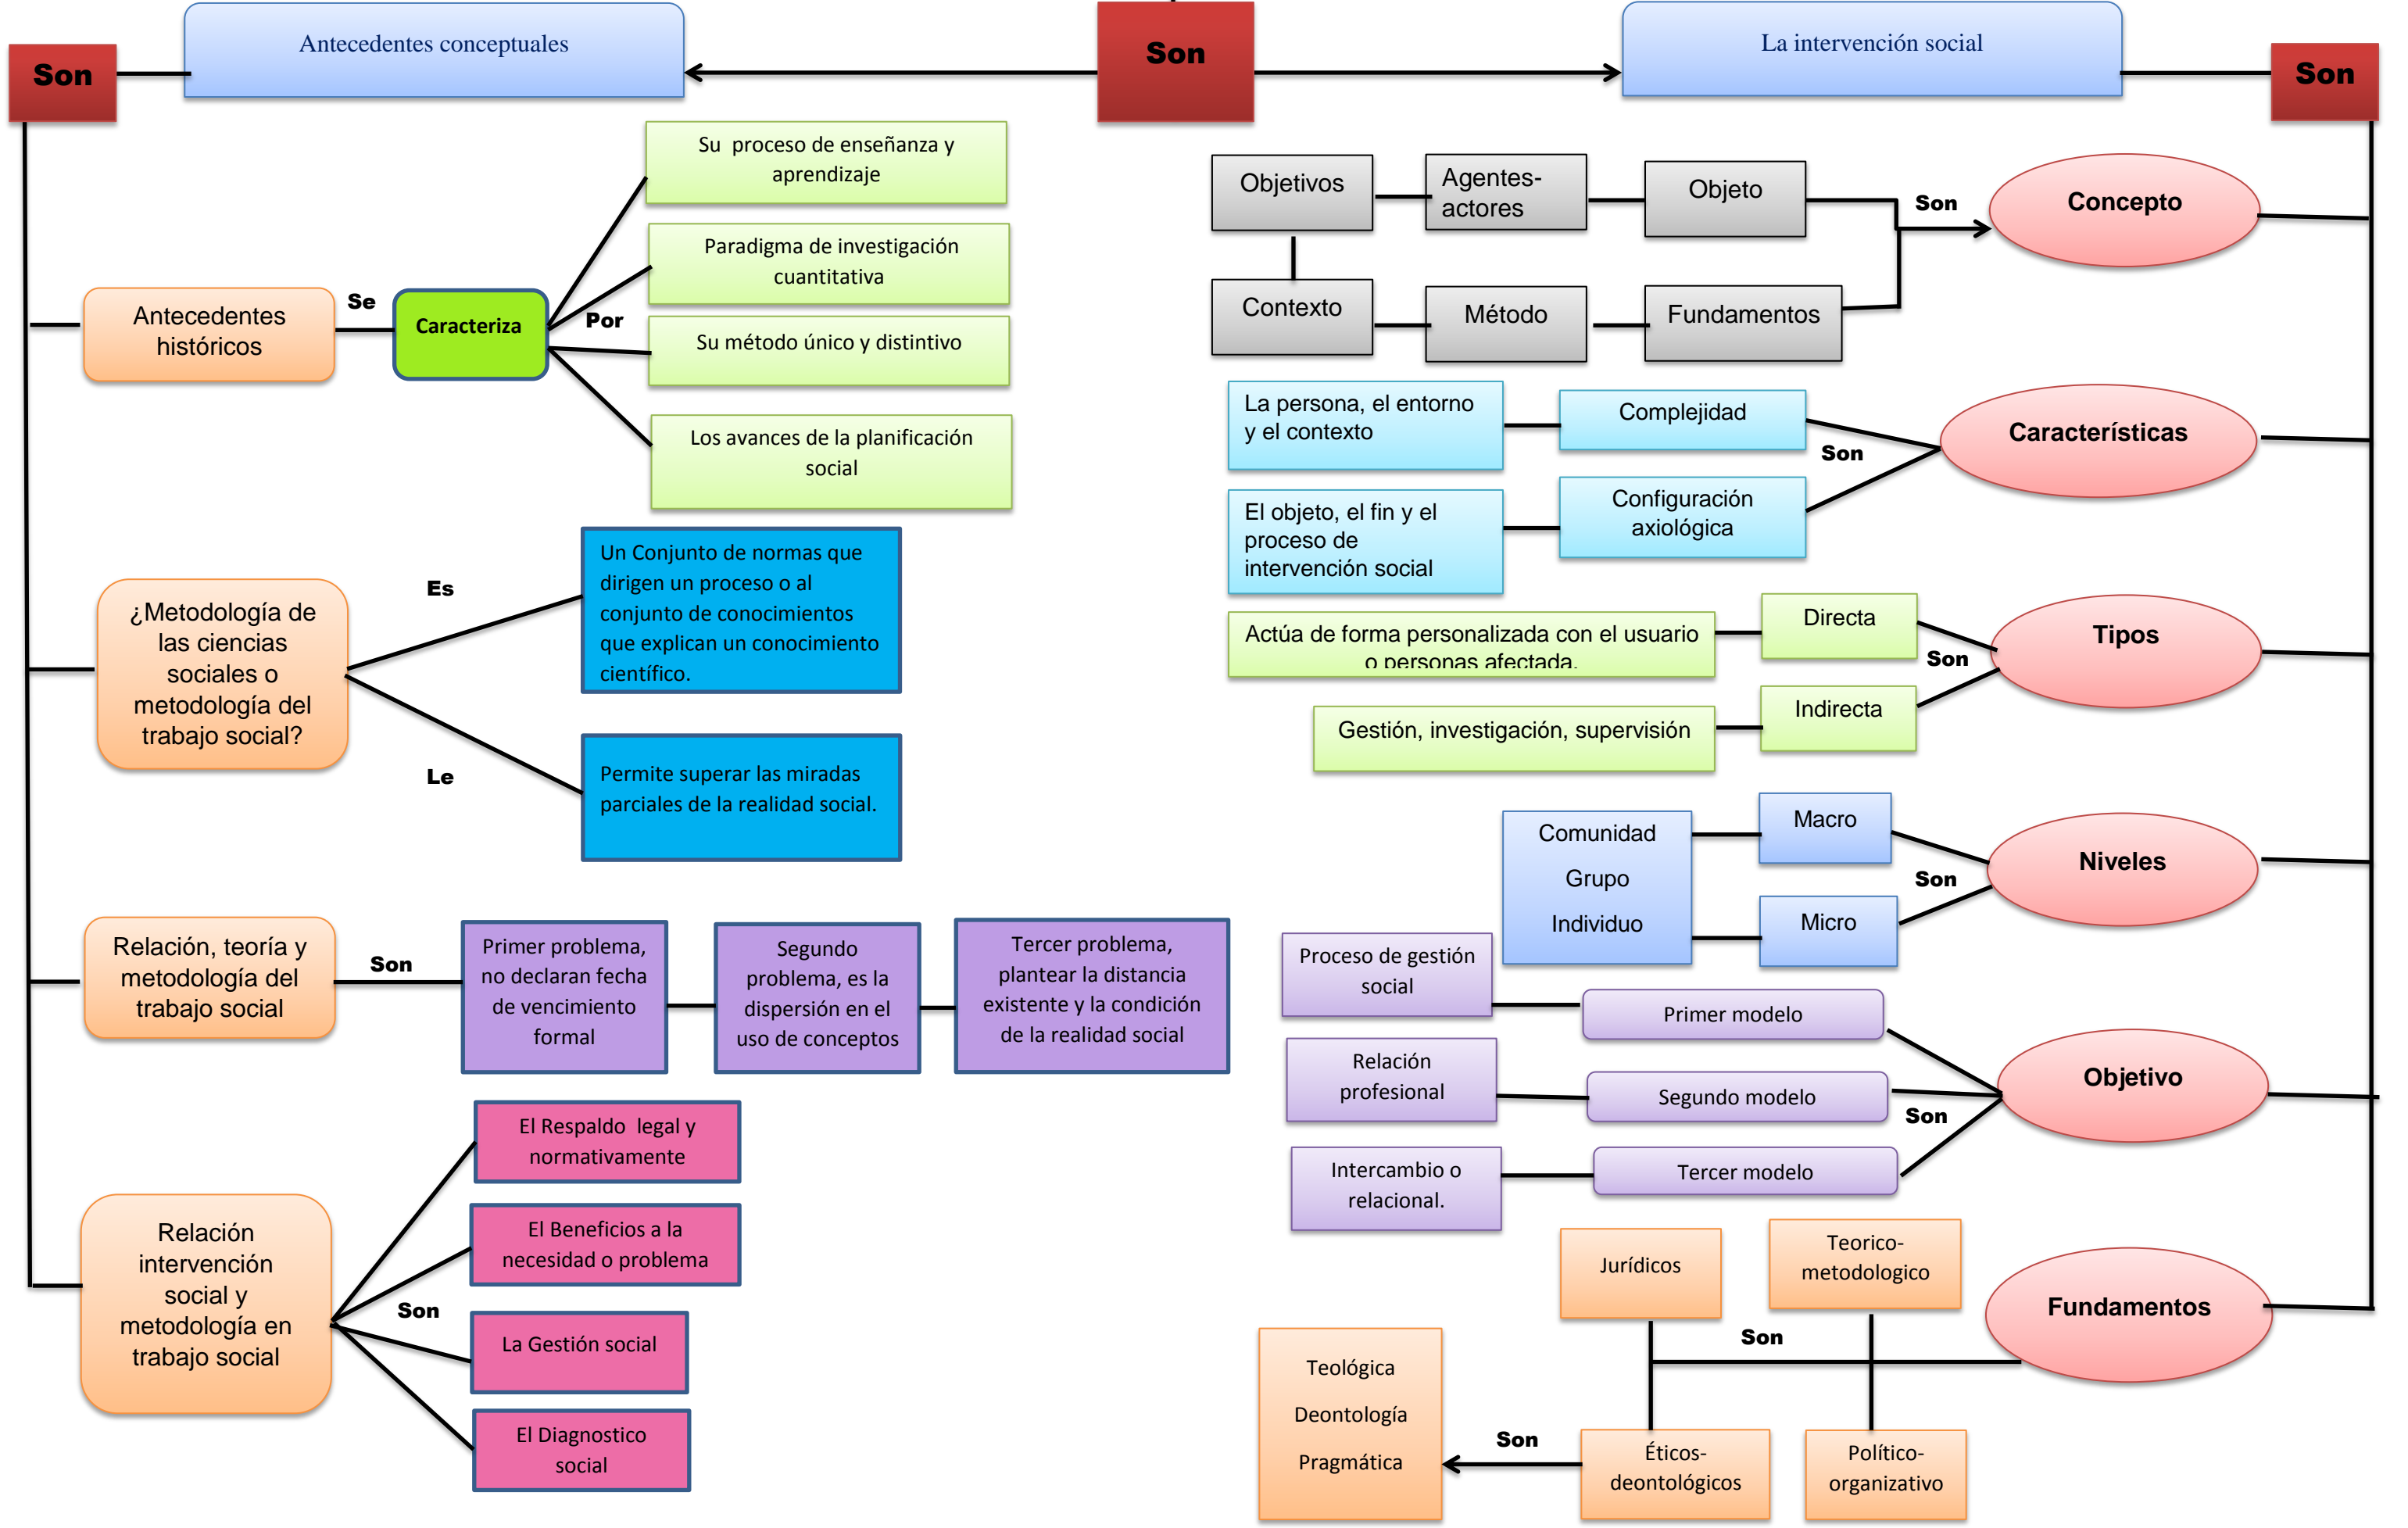 Antecedentes conceptuales
Son
La intervención social
Son
Son
Antecedentes
históricos
Se
Caracteriza
Por
Su  proceso de enseñanza y
aprendizaje
Paradigma de investigación
cuantitativa
Su método único y distintivo
Los avances de la planificación
social
¿Metodología de
las ciencias
sociales o
metodología del
trabajo social?
Es
Un Conjunto de normas que
dirigen un proceso o al
conjunto de conocimientos
que explican un conocimiento
científico.
Le
Permite superar las miradas
parciales de la realidad social.
Relación, teoría y
metodología del
trabajo social
Son
Primer problema,
no declaran fecha
de vencimiento
formal
Segundo
problema, es la
dispersión en el
uso de conceptos
Tercer problema,
plantear la distancia
existente y la condición
de la realidad social
Relación
intervención
social y
metodología en
trabajo social
Son
El Respaldo  legal y
normativamente
El Beneficios a la
necesidad o problema
La Gestión social
El Diagnostico
social
Objetivos
Agentes-
actores
Objeto
Son
Concepto
Contexto
Método
Fundamentos
La persona, el entorno
y el contexto
Complejidad
Son
Características
El objeto, el fin y el
proceso de
intervención social
Configuración
axiológica
Actúa de forma personalizada con el usuario
o personas afectada.
Directa
Son
Tipos
Gestión, investigación, supervisión
Indirecta
Comunidad
Grupo
Individuo
Macro
Micro
Son
Niveles
Proceso de gestión
social
Primer modelo
Relación
profesional
Segundo modelo
Son
Objetivo
Intercambio o
relacional.
Tercer modelo
Jurídicos
Teorico-
metodologico
Son
Fundamentos
Teológica
Deontología
Pragmática
Son
Éticos-
deontológicos
Político-
organizativo